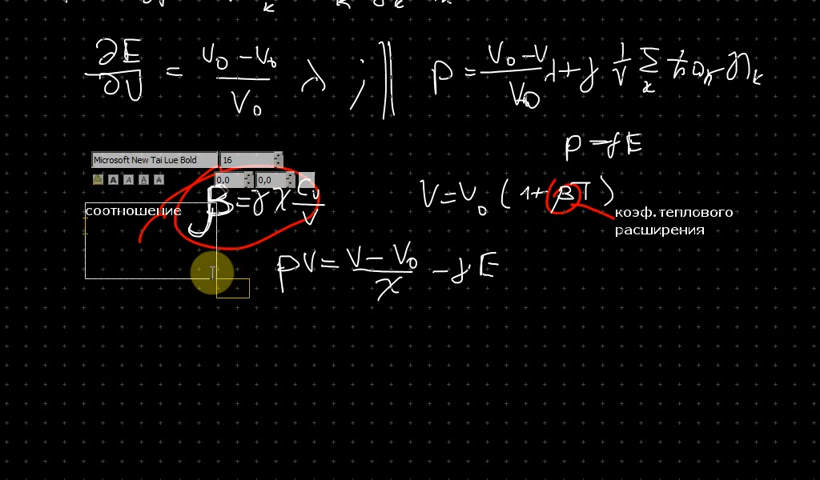 ∂E/∂V = (V₀ – V₀)/V₀ λ ; || p = (V₀ – V)/V₀ λ + γ 1/V Σₖ ħωₖ nₖ
p = γE
Microsoft New Tai Lue Bold 16
A A A A A 0,0 0,0
β = γχ Cv/V
V = V₀ (1 + βT)
соотношение
коэф. теплового
расширения
pV = (V – V₀)/χ – γE